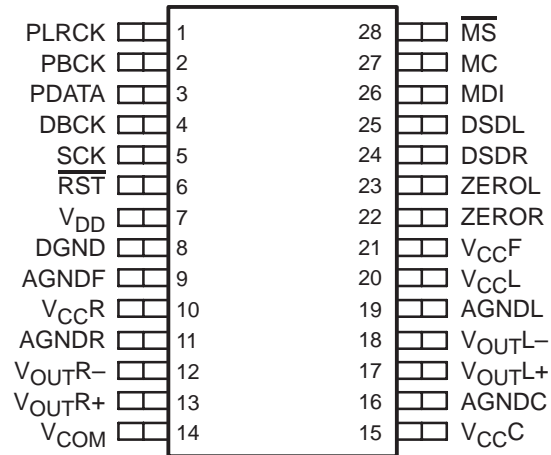 PLRCK 1 28 M̅S̅ 
PBCK 2 27 MC
PDATA 3 26 MDI
DBCK 4 25 DSDL
SCK 5 24 DSDR
R̅S̅T̅ 6 23 ZEROL
VDD 7 22 ZEROR
DGND 8 21 VCCF
AGNDF 9 20 VCCL
VCCR 10 19 AGNDL
AGNDR 11 18 VOUTL–
VOUTR– 12 17 VOUTL+
VOUTR+ 13 16 AGNDC
VCOM 14 15 VCCC